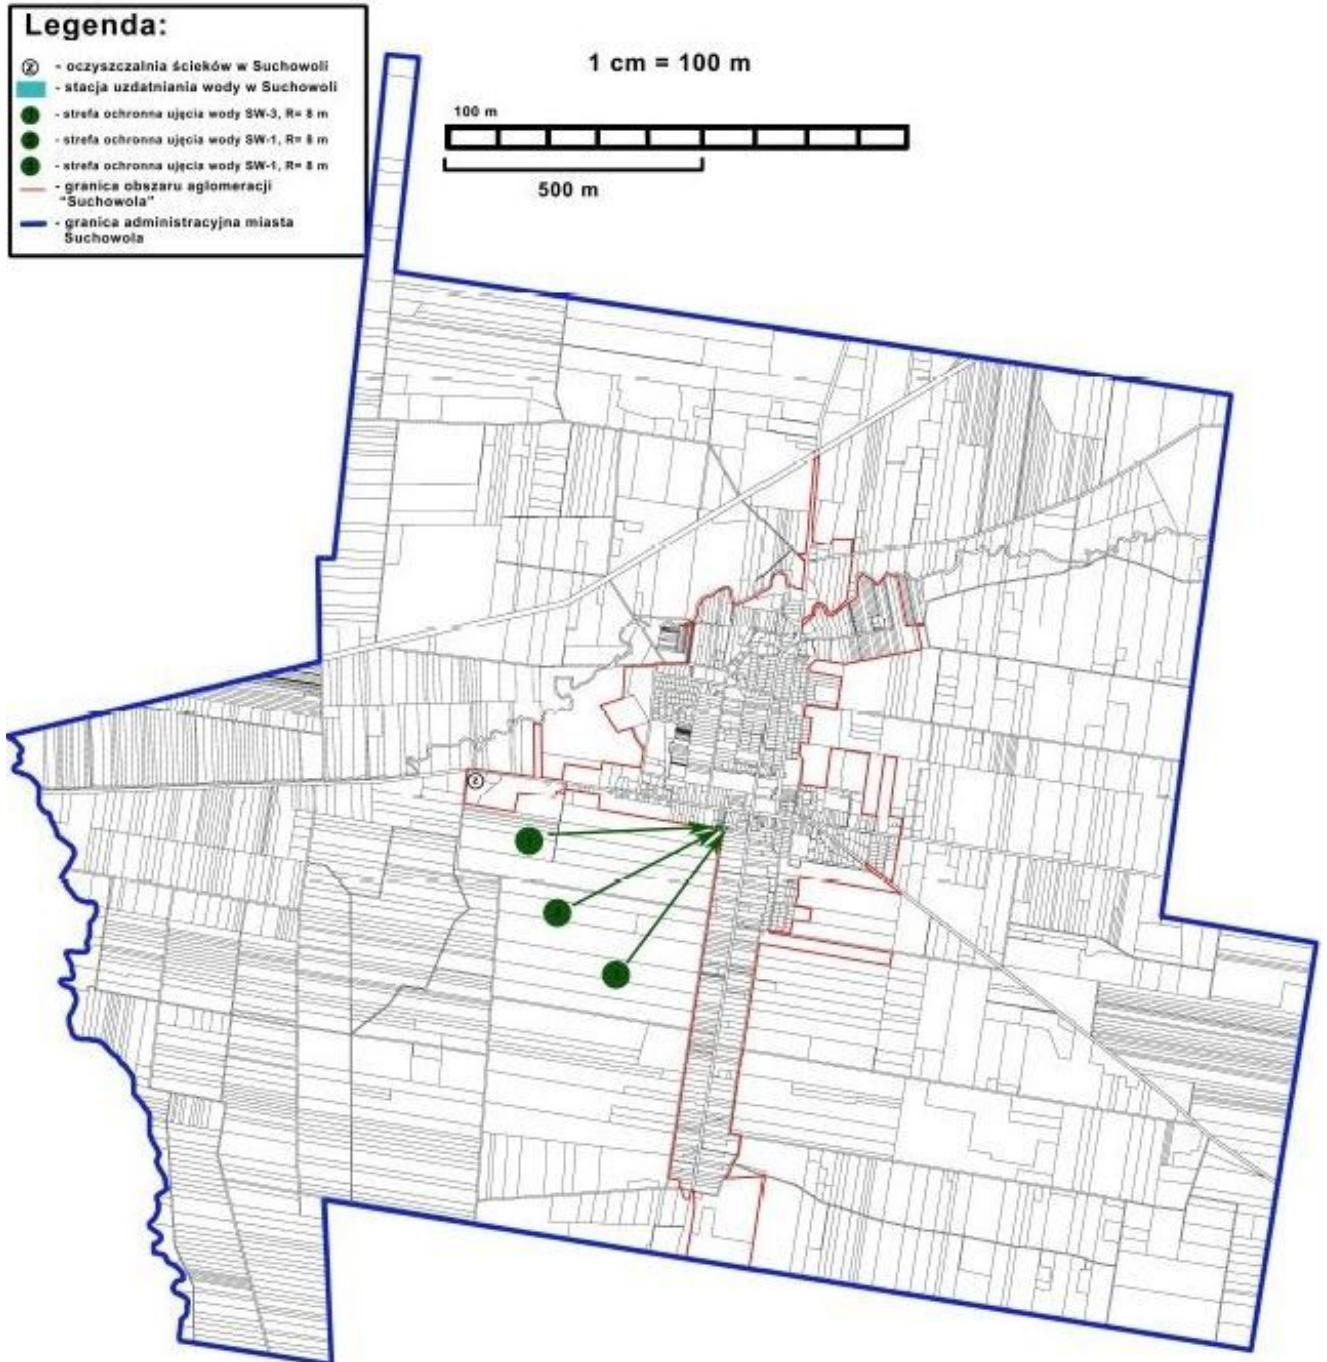 Legenda:
- oczyszczalnia ścieków w Suchowoli
- stacja uzdatniania wody w Suchowoli
- strefa ochronna ujęcia wody SW-3, R= 8 m
- strefa ochronna ujęcia wody SW-1, R= 8 m
- strefa ochronna ujęcia wody SW-1, R= 8 m
- granica obszaru aglomeracji
"Suchowola"
- granica administracyjna miasta
Suchowola
1 cm = 100 m
100 m
500 m